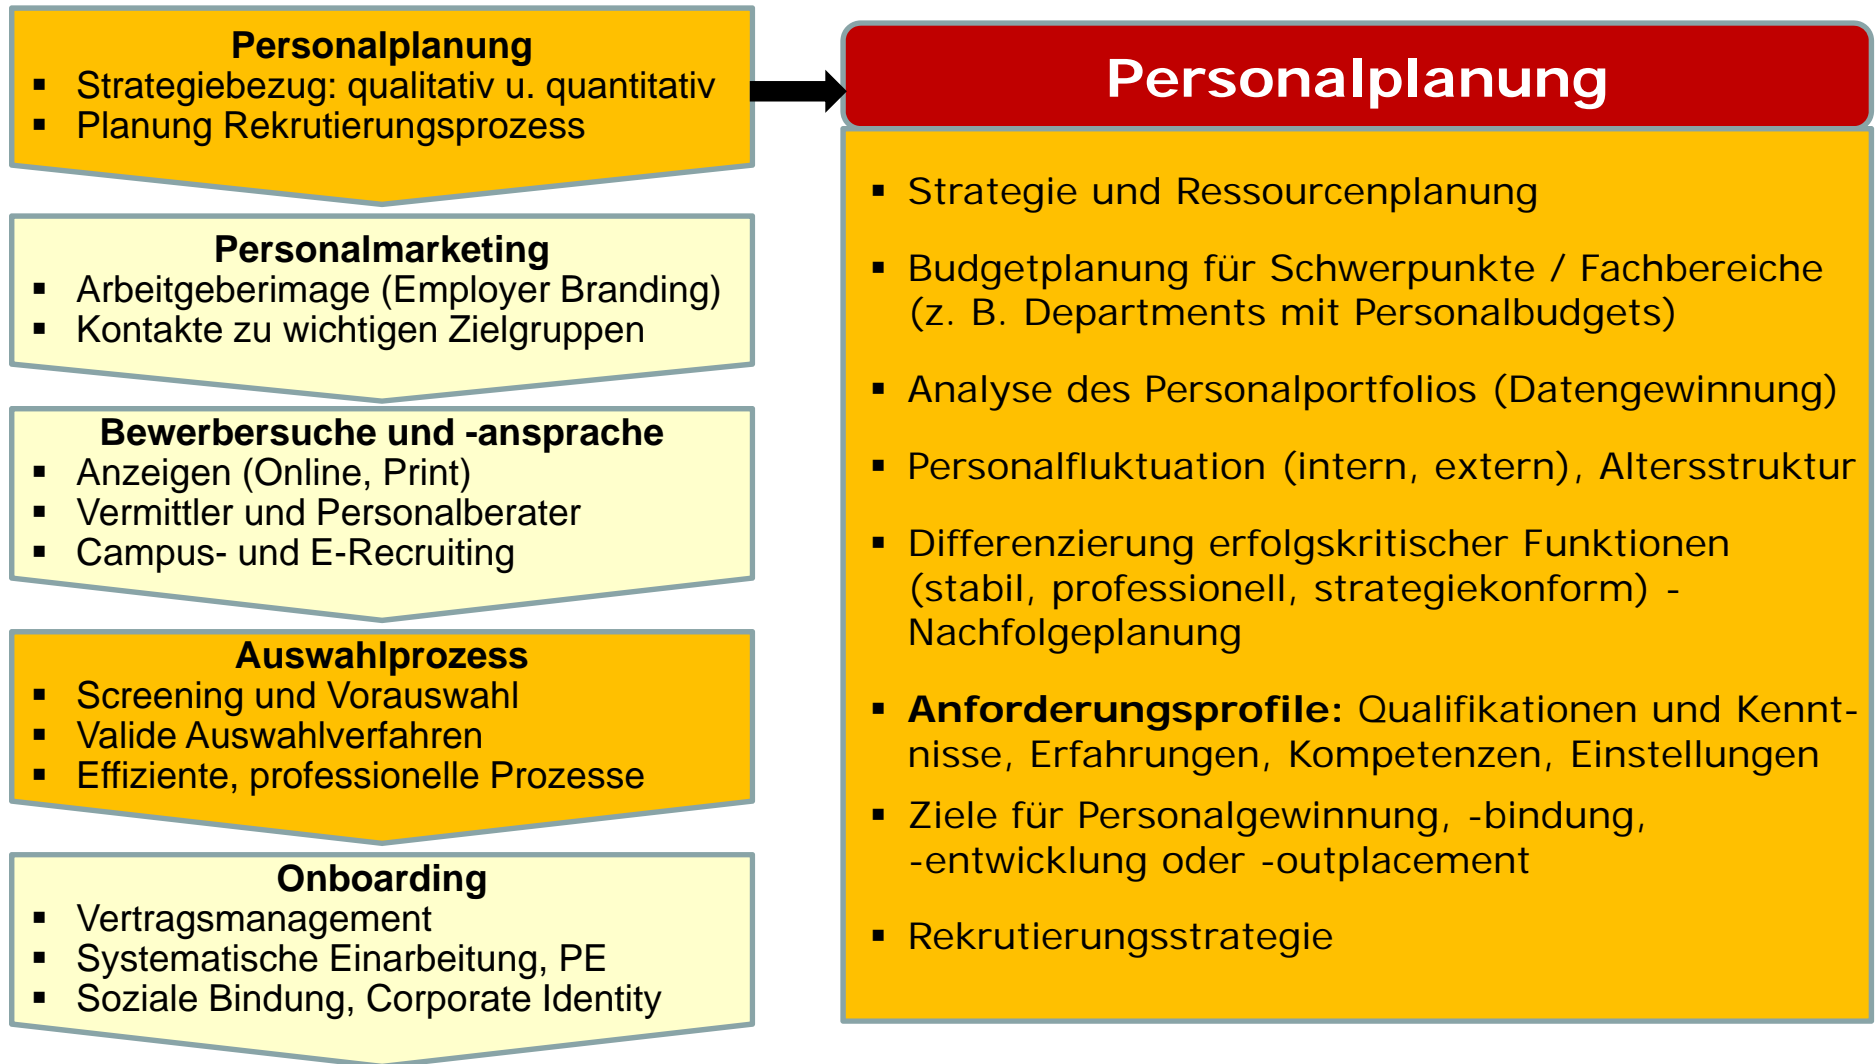 Personalplanung
▪ Strategiebezug: qualitativ u. quantitativ
▪ Planung Rekrutierungsprozess
Personalmarketing
▪ Arbeitgeberimage (Employer Branding)
▪ Kontakte zu wichtigen Zielgruppen
Bewerbersuche und -ansprache
▪ Anzeigen (Online, Print)
▪ Vermittler und Personalberater
▪ Campus- und E-Recruiting
Auswahlprozess
▪ Screening und Vorauswahl
▪ Valide Auswahlverfahren
▪ Effiziente, professionelle Prozesse
Onboarding
▪ Vertragsmanagement
▪ Systematische Einarbeitung, PE
▪ Soziale Bindung, Corporate Identity
Personalplanung
▪ Strategie und Ressourcenplanung
▪ Budgetplanung für Schwerpunkte / Fachbereiche
(z. B. Departments mit Personalbudgets)
▪ Analyse des Personalportfolios (Datengewinnung)
▪ Personalfluktuation (intern, extern), Altersstruktur
▪ Differenzierung erfolgskritischer Funktionen
(stabil, professionell, strategiekonform) -
Nachfolgeplanung
▪ Anforderungsprofile: Qualifikationen und Kennt-
nisse, Erfahrungen, Kompetenzen, Einstellungen
▪ Ziele für Personalgewinnung, -bindung,
-entwicklung oder -outplacement
▪ Rekrutierungsstrategie